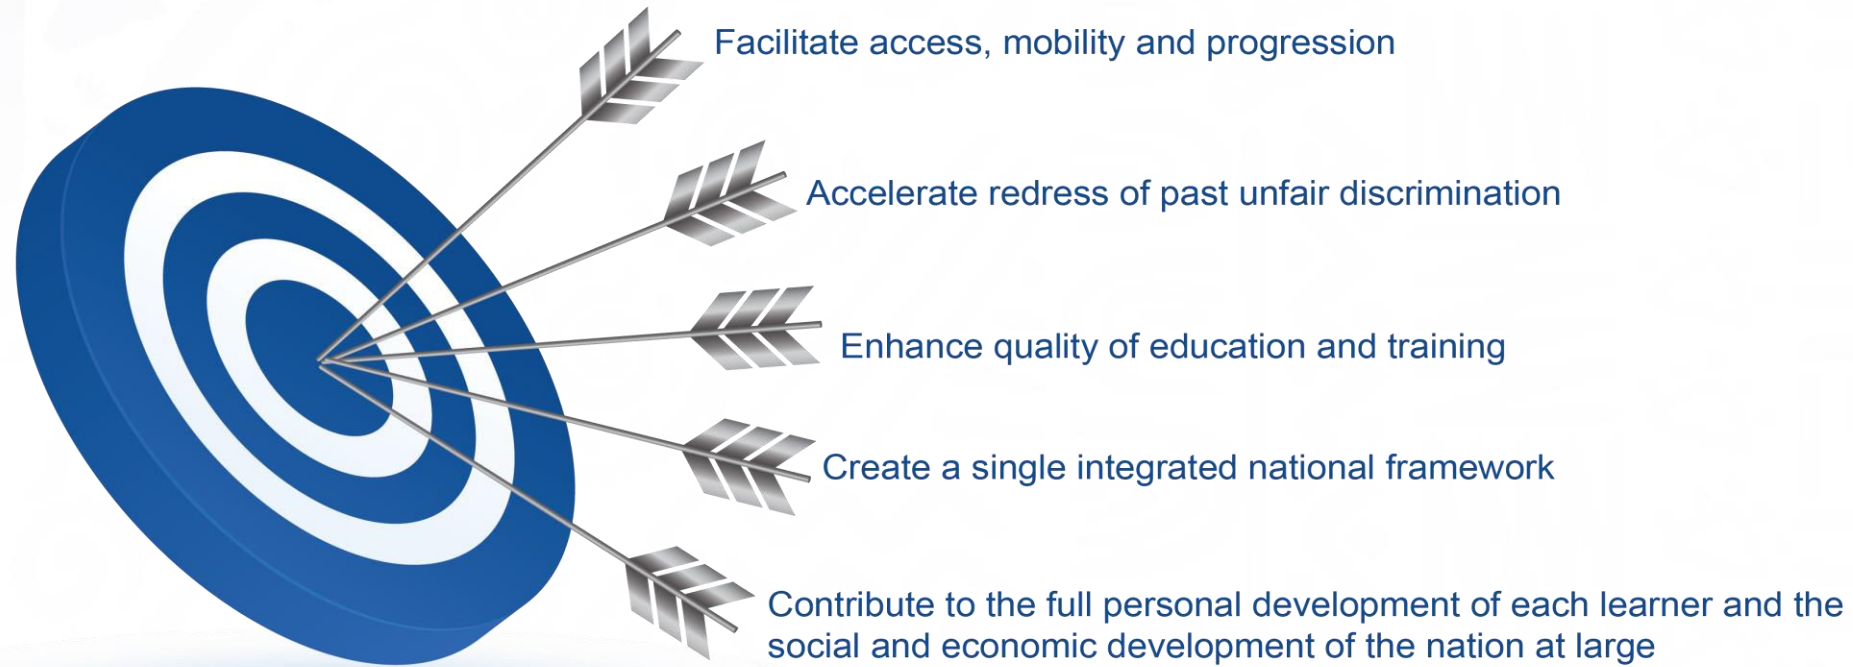 Facilitate access, mobility and progression
Accelerate redress of past unfair discrimination
Enhance quality of education and training
Create a single integrated national framework
Contribute to the full personal development of each learner and the
social and economic development of the nation at large